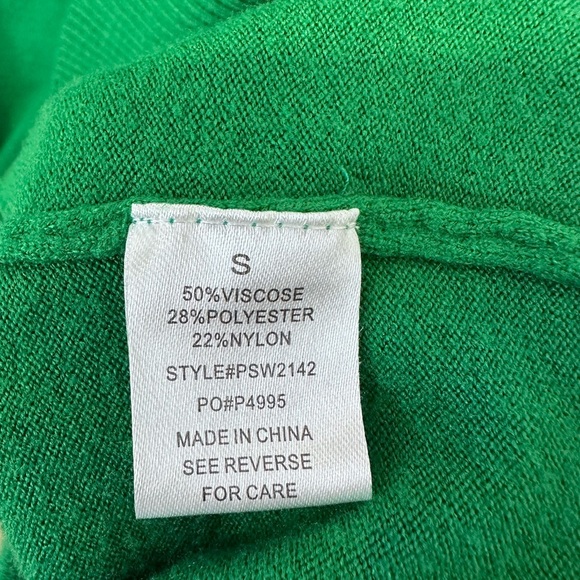 S
50%VISCOSE
28%POLYESTER
22%NYLON
STYLE#PSW2142
PO#P4995
MADE IN CHINA
SEE REVERSE
FOR CARE